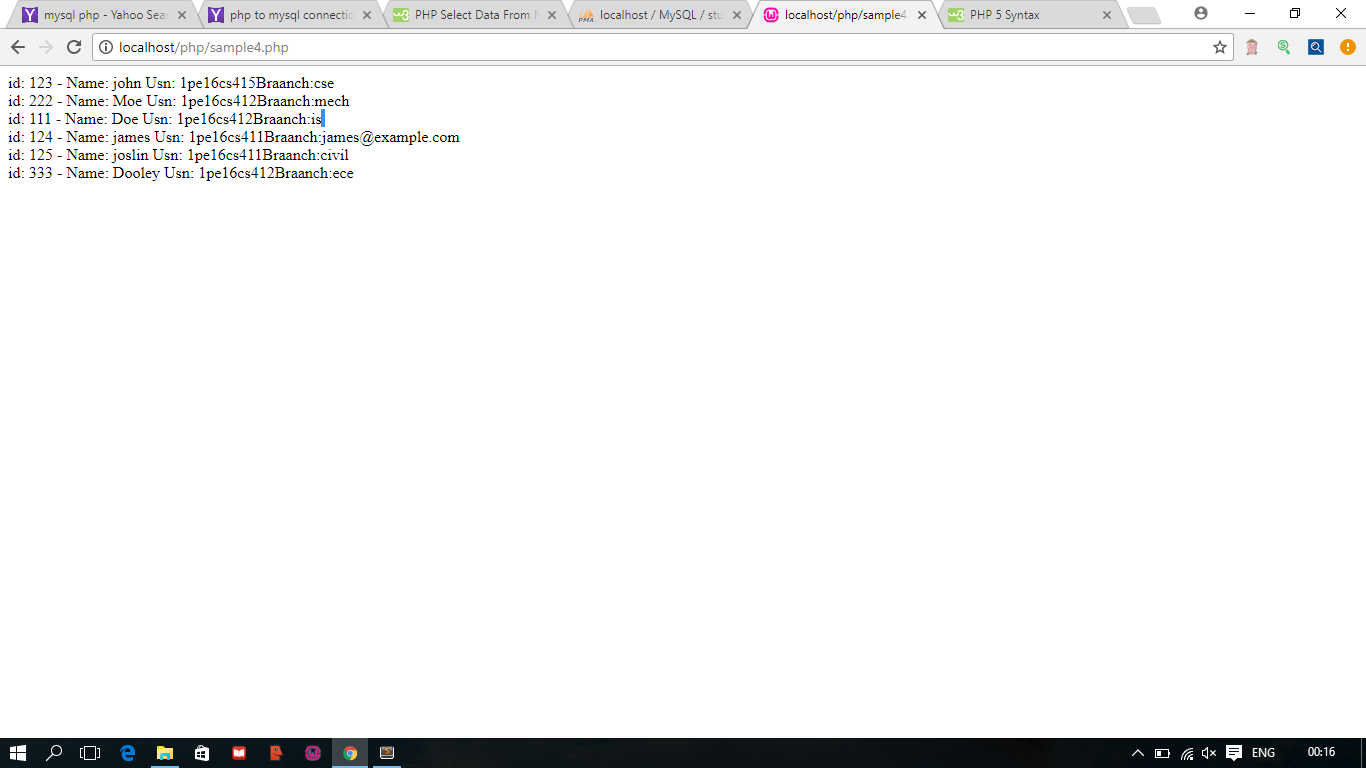 mysql php - Yahoo Sea
php to mysql connectio
PHP Select Data From M
localhost / MySQL / stu
localhost/php/sample4
PHP 5 Syntax
localhost/php/sample4.php
id: 123 - Name: john Usn: 1pe16cs415Braanch:cse
id: 222 - Name: Moe Usn: 1pe16cs412Braanch:mech
id: 111 - Name: Doe Usn: 1pe16cs412Braanch:is
id: 124 - Name: james Usn: 1pe16cs411Braanch:james@example.com
id: 125 - Name: joslin Usn: 1pe16cs411Braanch:civil
id: 333 - Name: Dooley Usn: 1pe16cs412Braanch:ece
ENG
00:16